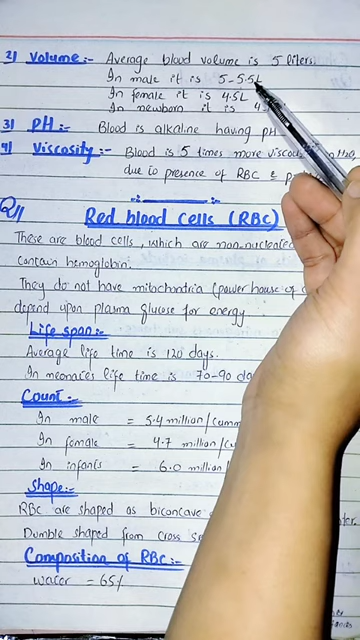 2) Volume:- Average blood volume is 5 liters.
In male it is 5-5.5L
In female it is 4.5L
In newborn it is 4
3) PH:- Blood is alkaline having pH
4) Viscosity:- Blood is 5 times more viscous H2O
due to presence of RBC & P
Q//
Red blood cells (RBC)
These are blood cells, which are non-nucleated
contain hemoglobin.
They do not have mitochondria (power house of
depend upon plasma glucose for energy
Life span:-
Average life time is 120 days.
In neonates life time is 70-90 da
Count:-
In male = 5.4 million/cumm
In female = 4.7 million/cu
In infants = 6.0 million/
Shape:-
RBC are shaped as biconcave
Dumble shaped from cross se
Composition of RBC:-
water = 65%